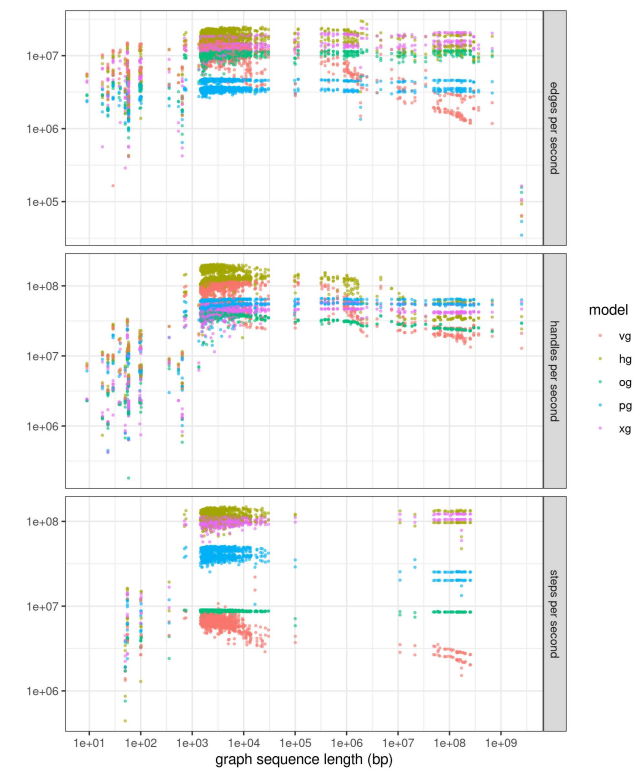 1e+07
1e+06
1e+05
edges per second
1e+08
1e+07
1e+06
handles per second
1e+08
1e+07
1e+06
steps per second
1e+01 1e+02 1e+03 1e+04 1e+05 1e+06 1e+07 1e+08 1e+09
graph sequence length (bp)
model
vg
hg
og
pg
xg